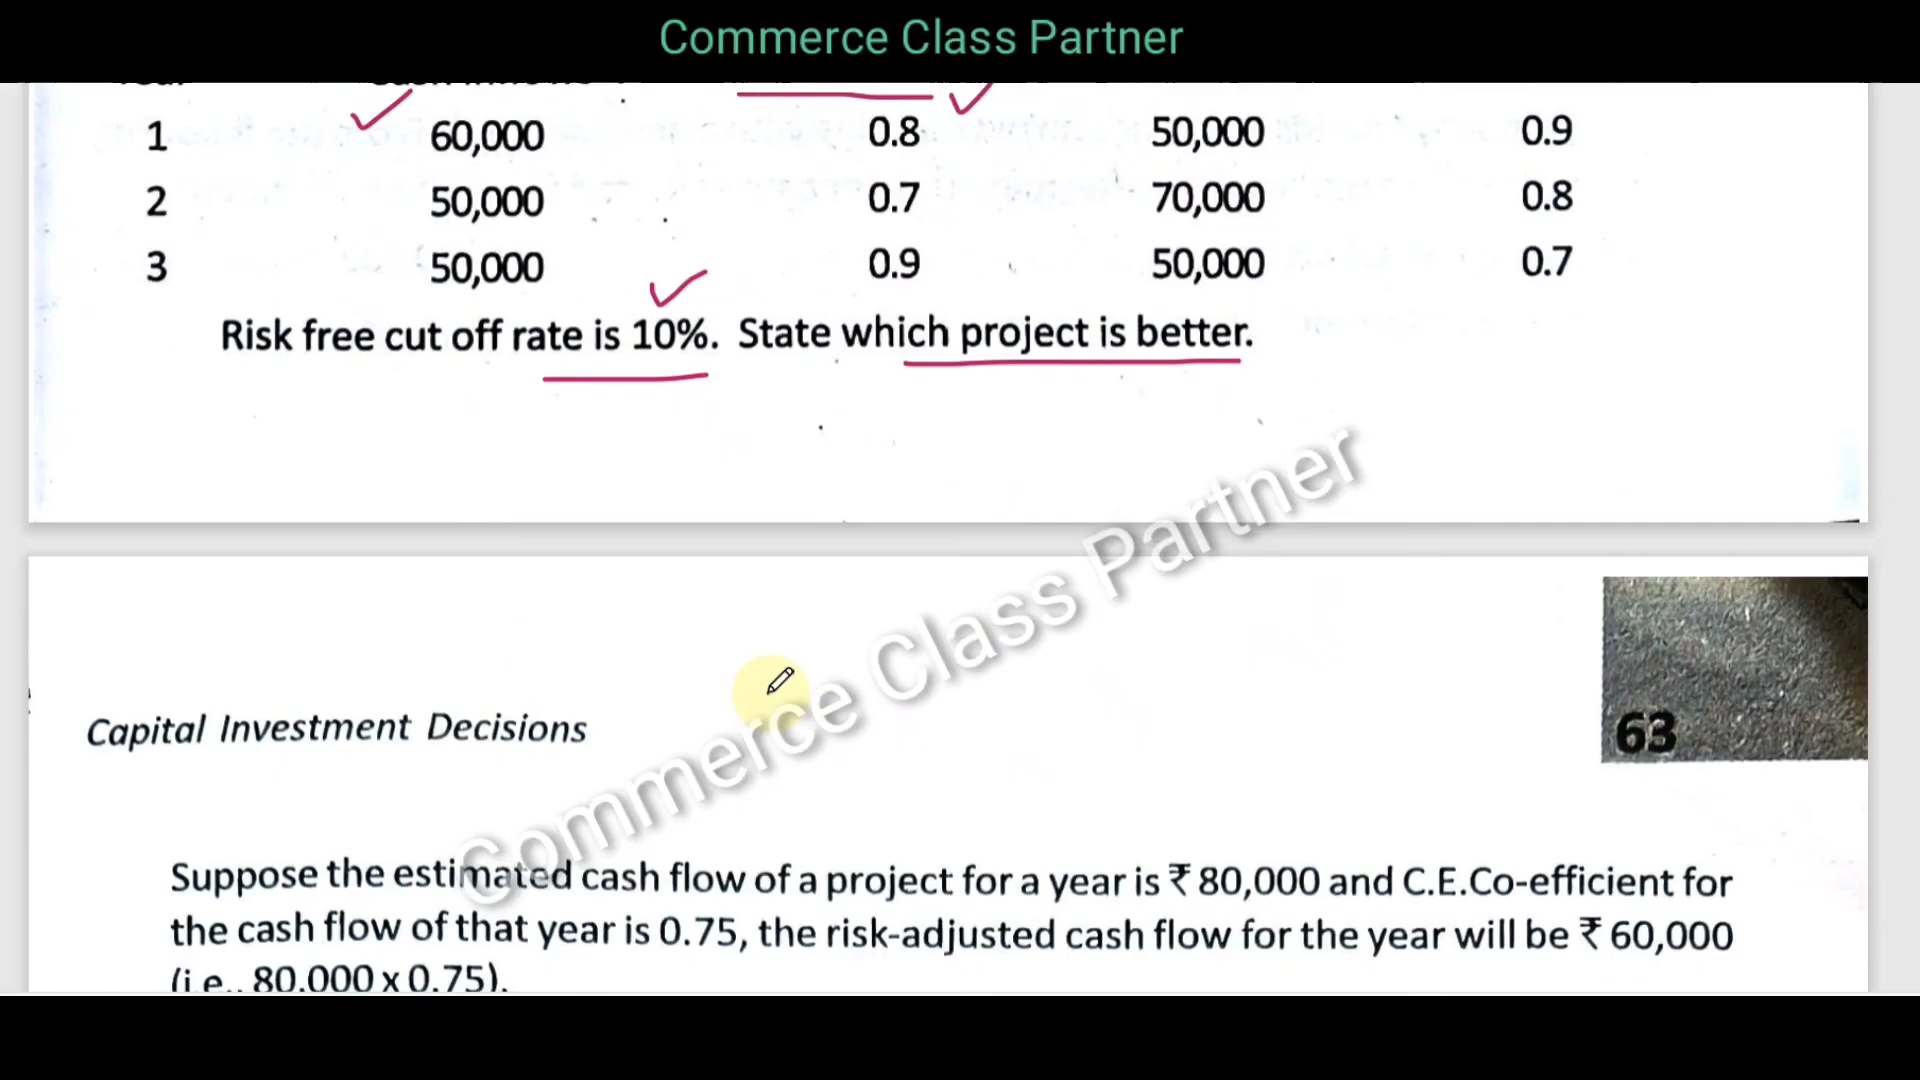 Commerce Class Partner
1 60,000 0.8 50,000 0.9
2 50,000 0.7 70,000 0.8
3 50,000 0.9 50,000 0.7
Risk free cut off rate is 10%. State which project is better.
Commerce Class Partner
63
Capital Investment Decisions
Suppose the estimated cash flow of a project for a year is ₹ 80,000 and C.E.Co-efficient for
the cash flow of that year is 0.75, the risk-adjusted cash flow for the year will be ₹ 60,000
(i.e., 80,000 x 0.75).